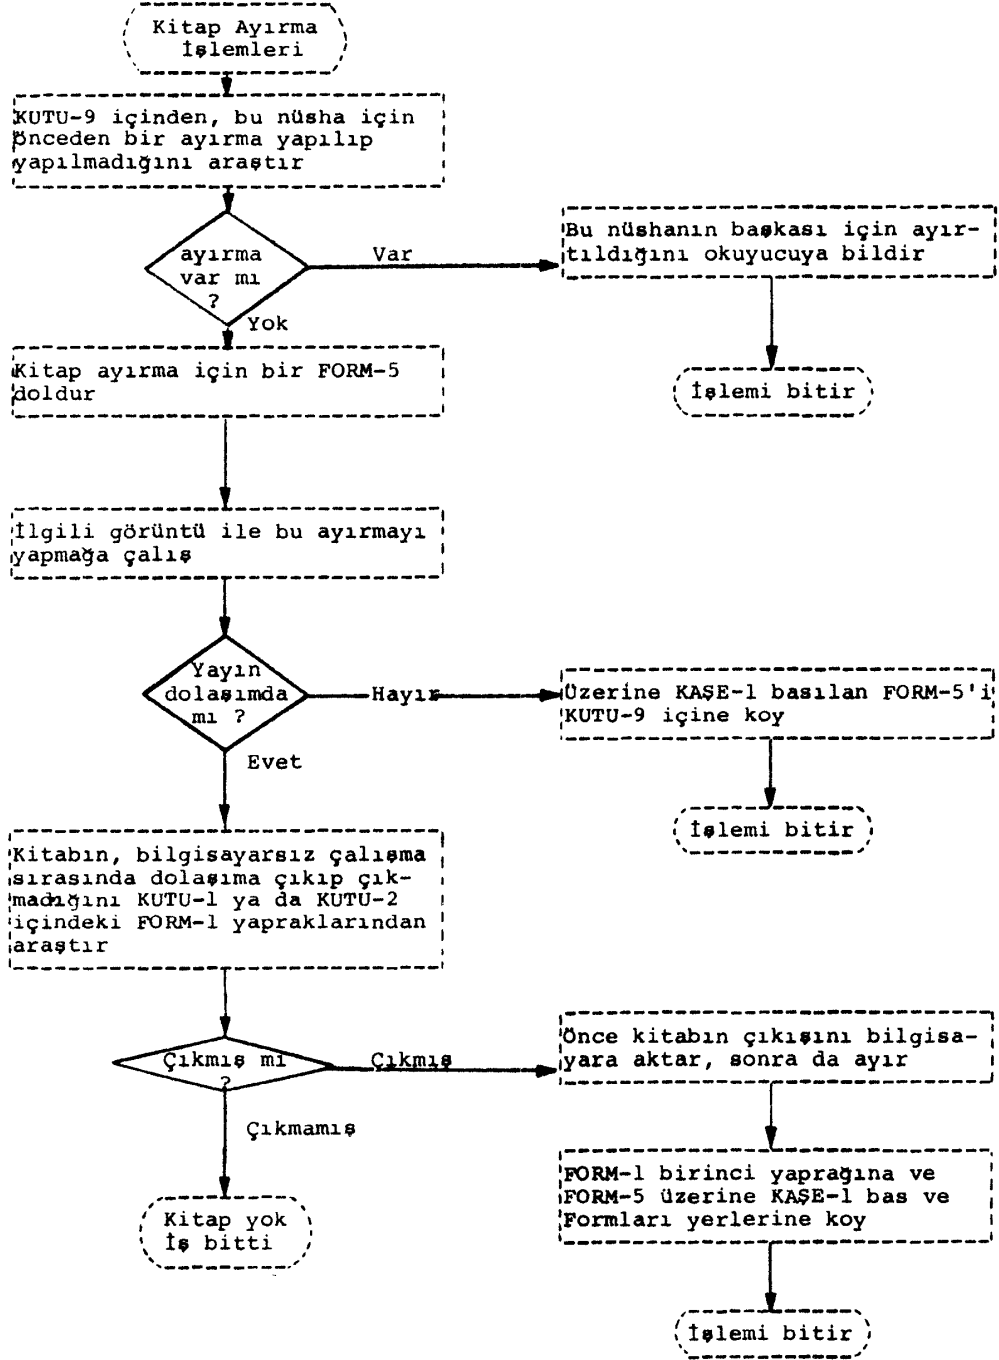 Kitap Ayırma
İşlemleri
KUTU-9 içinden, bu nüsha için
önceden bir ayırma yapılıp
yapılmadığını araştır
ayırma
var mı
?
Var
Bu nüshanın başkası için ayır-
tıldığını okuyucuya bildir
İşlemi bitir
Yok
Kitap ayırma için bir FORM-5
doldur
İlgili görüntü ile bu ayırmayı
yapmağa çalış
Yayın
dolaşımda
mı ?
Hayır
Üzerine KAŞE-1 basılan FORM-5'i
KUTU-9 içine koy
İşlemi bitir
Evet
Kitabın, bilgisayarsız çalışma
sırasında dolaşıma çıkıp çık-
madığını KUTU-1 ya da KUTU-2
içindeki FORM-1 yapraklarından
araştır
Çıkmış mı
?
Çıkmış
Önce kitabın çıkışını bilgisa-
yara aktar, sonra da ayır
Çıkmamış
FORM-1 birinci yaprağına ve
FORM-5 üzerine KAŞE-1 bas ve
Formları yerlerine koy
Kitap yok
İş bitti
İşlemi bitir